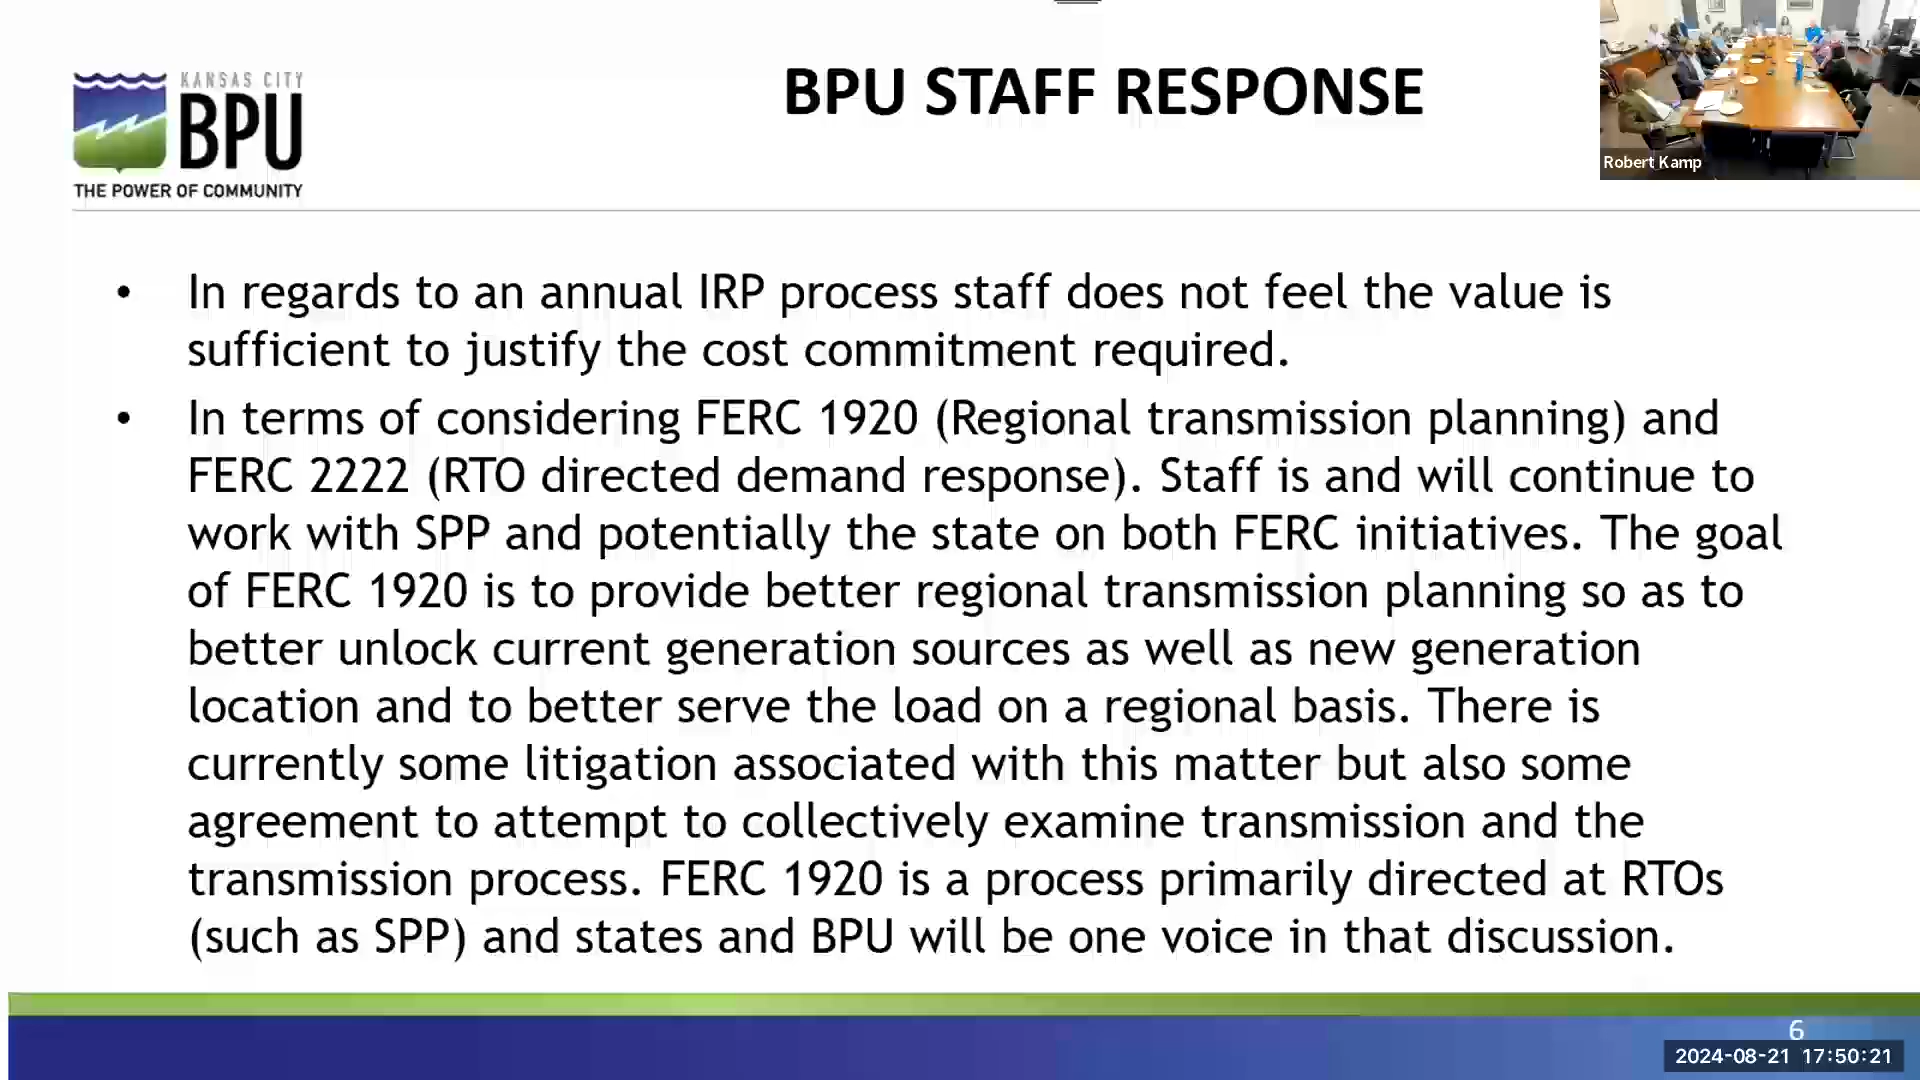 KANSAS CITY
BPU
THE POWER OF COMMUNITY
BPU STAFF RESPONSE
Robert Kamp
• In regards to an annual IRP process staff does not feel the value is
sufficient to justify the cost commitment required.
• In terms of considering FERC 1920 (Regional transmission planning) and
FERC 2222 (RTO directed demand response). Staff is and will continue to
work with SPP and potentially the state on both FERC initiatives. The goal
of FERC 1920 is to provide better regional transmission planning so as to
better unlock current generation sources as well as new generation
location and to better serve the load on a regional basis. There is
currently some litigation associated with this matter but also some
agreement to attempt to collectively examine transmission and the
transmission process. FERC 1920 is a process primarily directed at RTOs
(such as SPP) and states and BPU will be one voice in that discussion.
6
2024-08-21 17:50:21